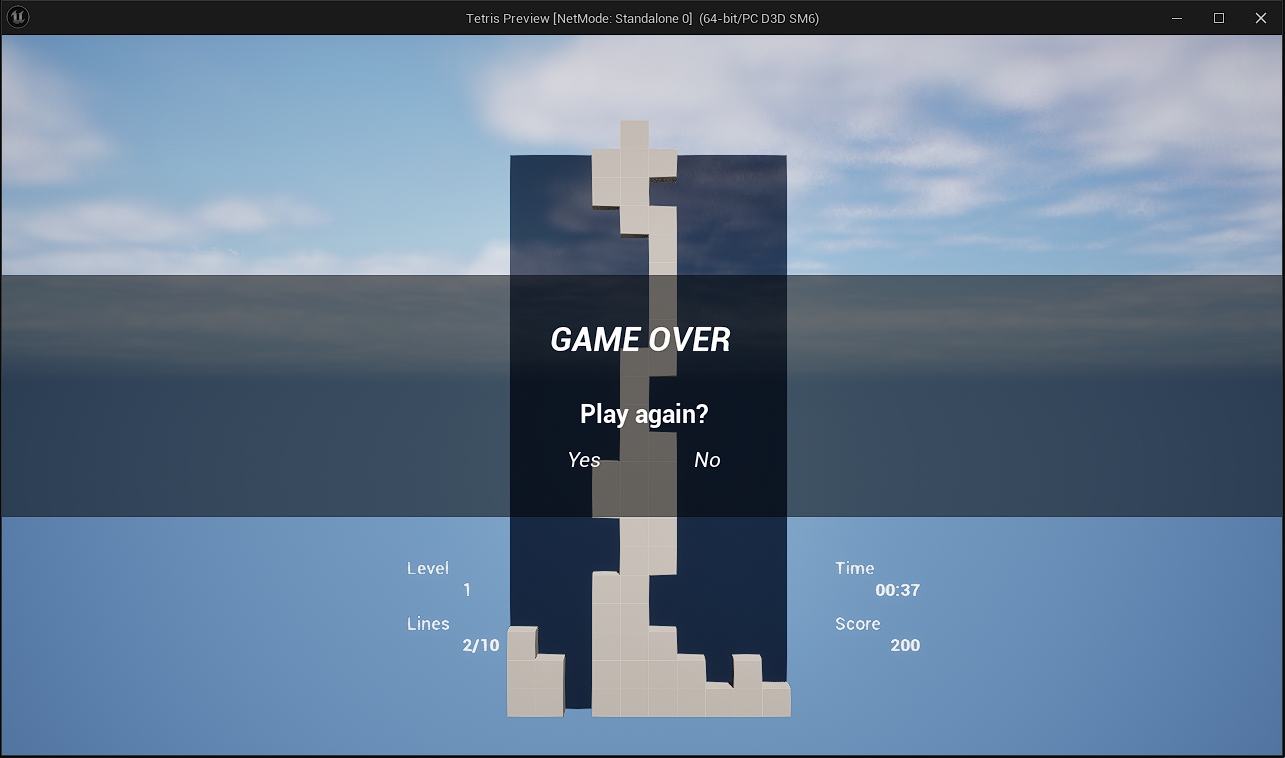 Tetris Preview [NetMode: Standalone 0] (64-bit/PC D3D SM6)
GAME OVER
Play again?
Yes No
Level
1
Lines
2/10
Time
00:37
Score
200